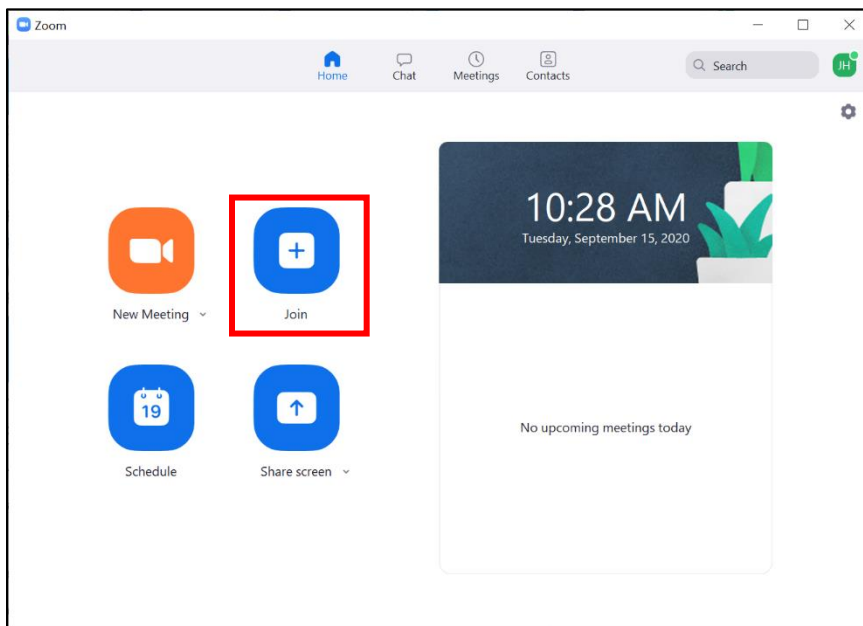 Zoom
Home Chat Meetings Contacts
Search
JH
10:28 AM
Tuesday, September 15, 2020
New Meeting
Join
19
Schedule
Share screen
No upcoming meetings today